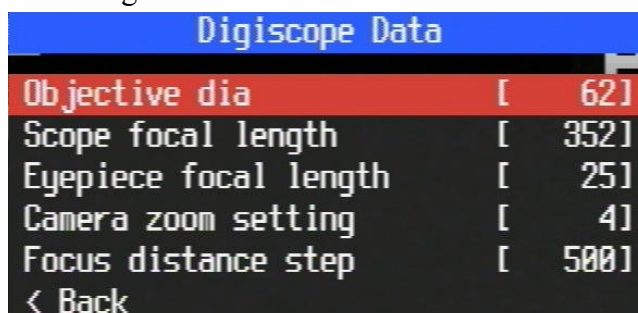 Digiscope Data
Objective dia [ 62]
Scope focal length [ 352]
Eyepiece focal length [ 25]
Camera zoom setting [ 4]
Focus distance step [ 500]
< Back